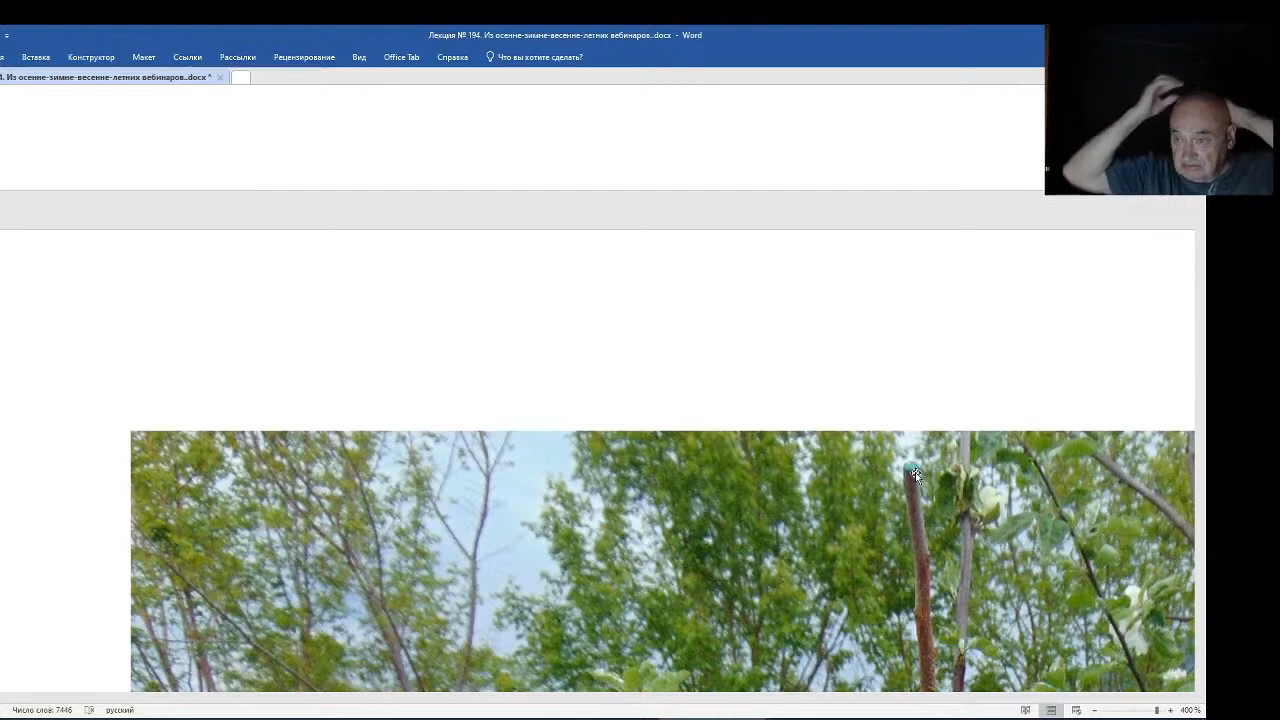 Лекция № 194. Из осенне-зимне-весенне-летних вебинаров..docx - Word
я Вставка Конструктор Макет Ссылки Рассылки Рецензирование Вид Office Tab Справка Что вы хотите сделать?
4. Из осенне-зимне-весенне-летних вебинаров..docx *
Число слов: 7446 русский 400 %